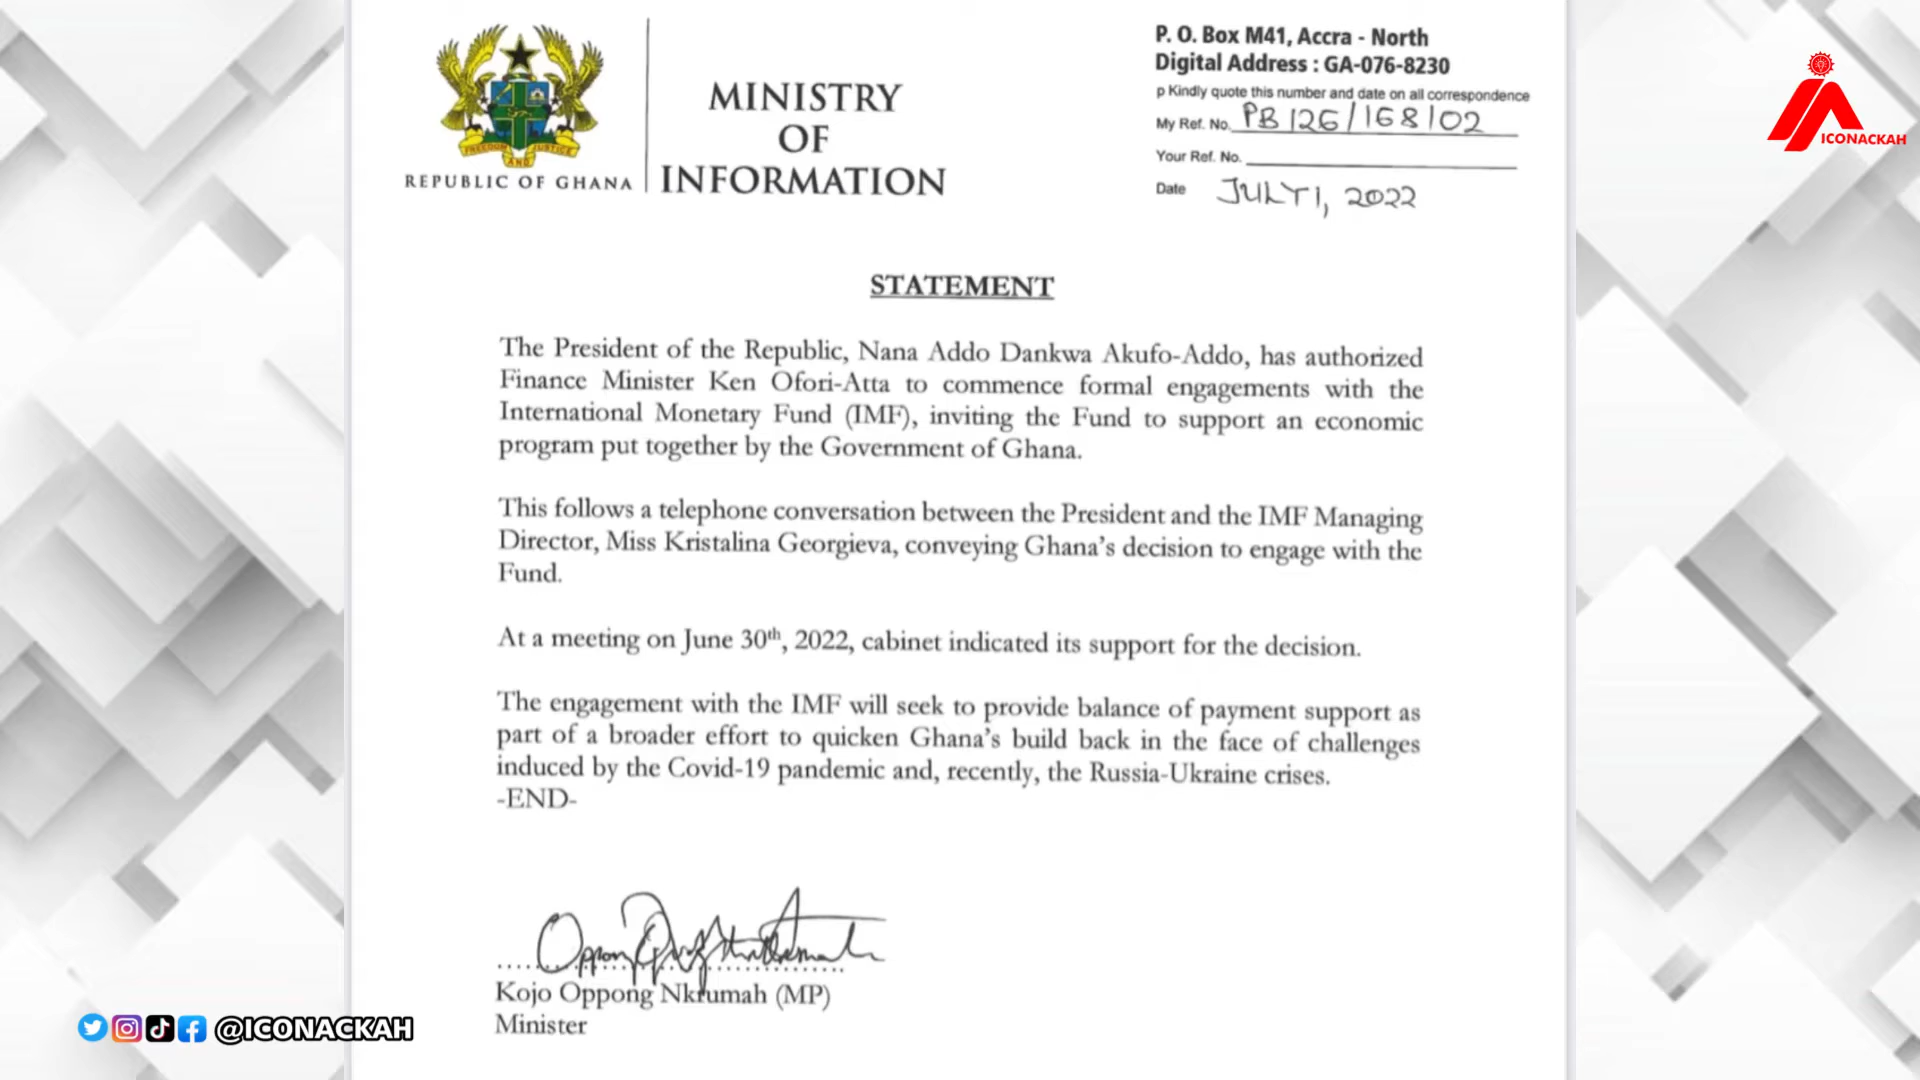 FREEDOM AND JUSTICE
REPUBLIC OF GHANA
MINISTRY
OF
INFORMATION
P. O. Box M41, Accra - North
Digital Address : GA-076-8230
p Kindly quote this number and date on all correspondence
My Ref. No. PB126/168/02
Your Ref. No.
Date JULY 1, 2022
ICONACKAH
STATEMENT
The President of the Republic, Nana Addo Dankwa Akufo-Addo, has authorized
Finance Minister Ken Ofori-Atta to commence formal engagements with the
International Monetary Fund (IMF), inviting the Fund to support an economic
program put together by the Government of Ghana.
This follows a telephone conversation between the President and the IMF Managing
Director, Miss Kristalina Georgieva, conveying Ghana's decision to engage with the
Fund.
At a meeting on June 30th, 2022, cabinet indicated its support for the decision.
The engagement with the IMF will seek to provide balance of payment support as
part of a broader effort to quicken Ghana's build back in the face of challenges
induced by the Covid-19 pandemic and, recently, the Russia-Ukraine crises.
-END-
Kojo Oppong Nkrumah (MP)
Minister
@ICONACKAH